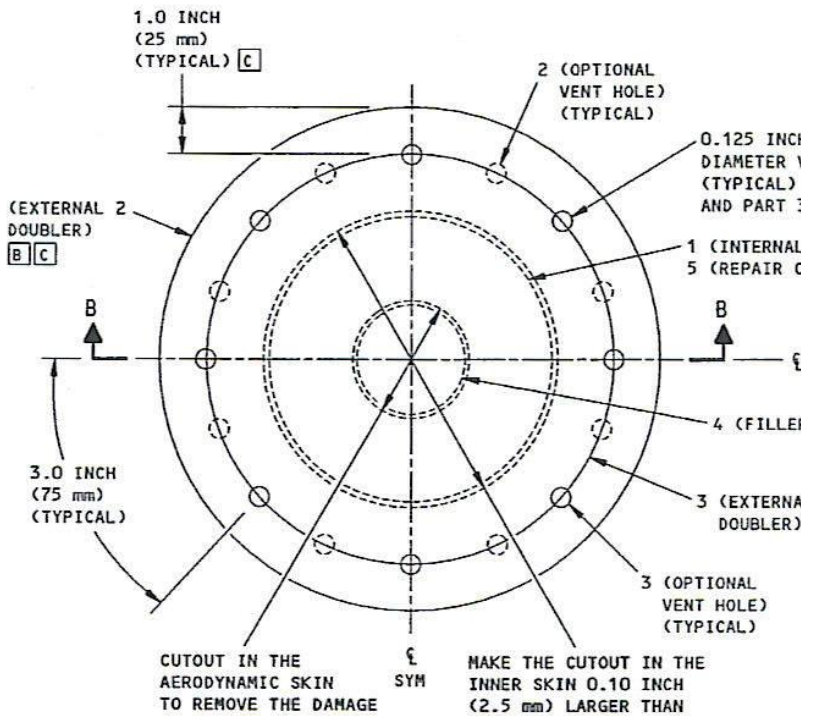 1.0 INCH
(25 mm)
(TYPICAL) C
2 (OPTIONAL
VENT HOLE)
(TYPICAL)
0.125 INCH
DIAMETER
(TYPICAL)
AND PART 3
(EXTERNAL 2
DOUBLER)
B C
1 (INTERNAL
5 (REPAIR
B
B
℄
4 (FILLER
3.0 INCH
(75 mm)
(TYPICAL)
3 (EXTERNAL
DOUBLER)
3 (OPTIONAL
VENT HOLE)
(TYPICAL)
CUTOUT IN THE
AERODYNAMIC SKIN
TO REMOVE THE DAMAGE
℄
SYM
MAKE THE CUTOUT IN THE
INNER SKIN 0.10 INCH
(2.5 mm) LARGER THAN